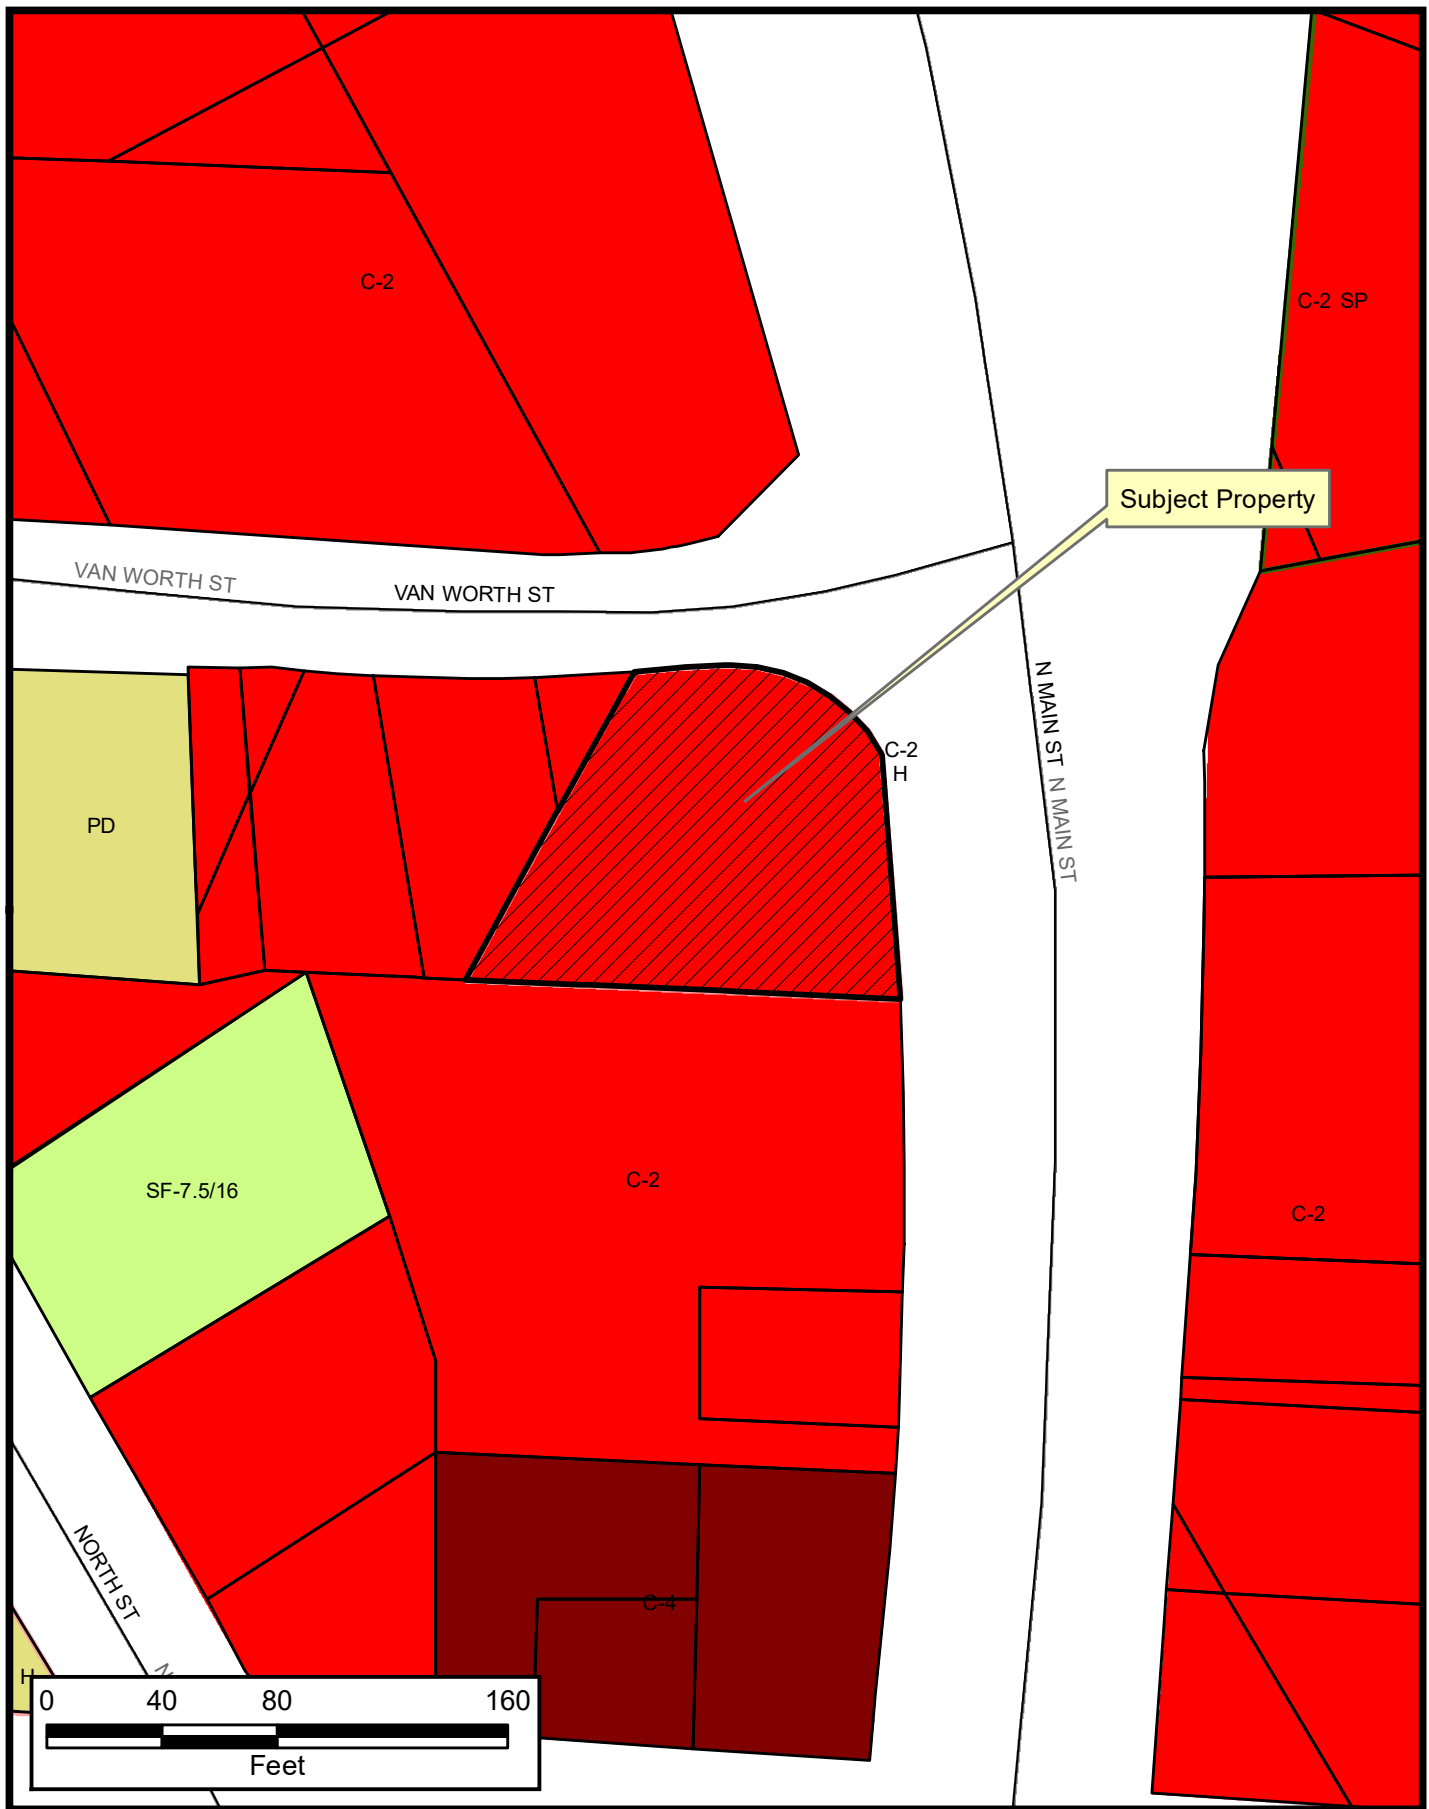 C-2
C-2 SP
Subject Property
VAN WORTH ST
VAN WORTH ST
N MAIN ST
N MAIN ST
C-2
H
PD
SF-7.5/16
C-2
C-2
C-4
NORTH ST
N
H
0 40 80 160
Feet